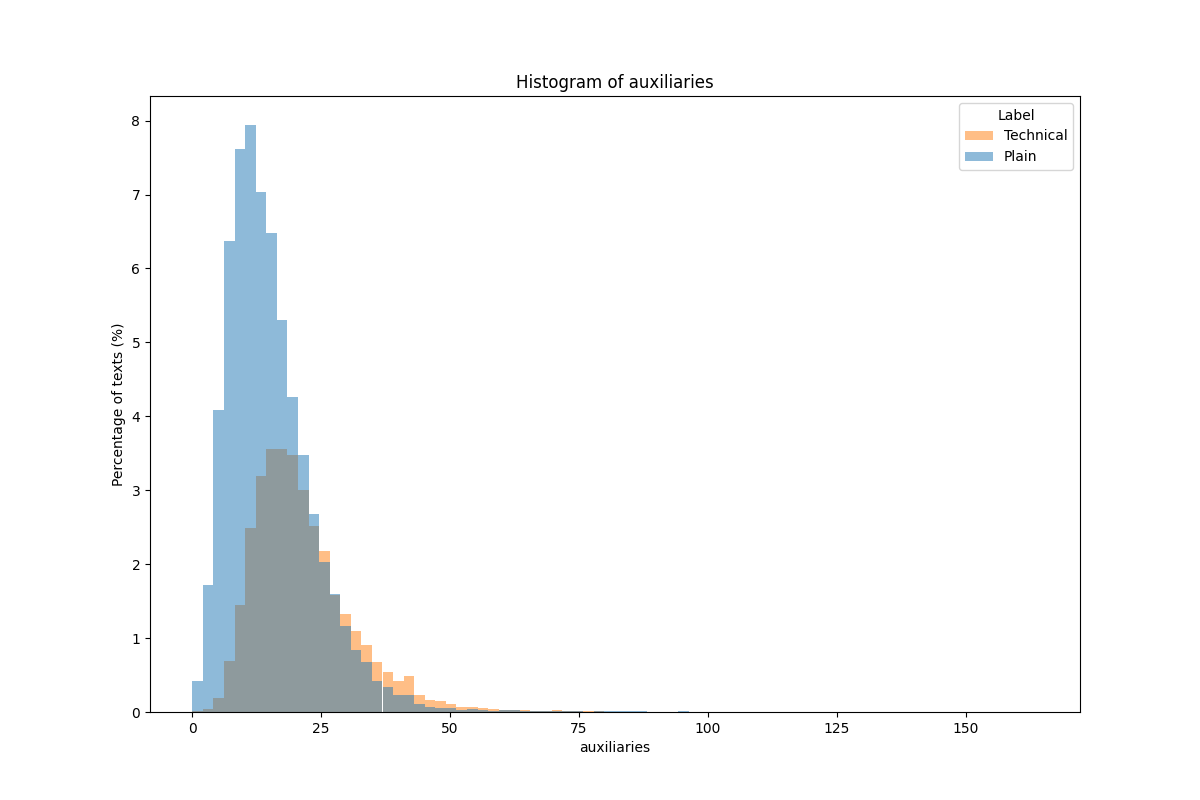 Histogram of auxiliaries
Label
Technical
Plain
Percentage of texts (%)
8
7
6
5
4
3
2
1
0
0 25 50 75 100 125 150
auxiliaries